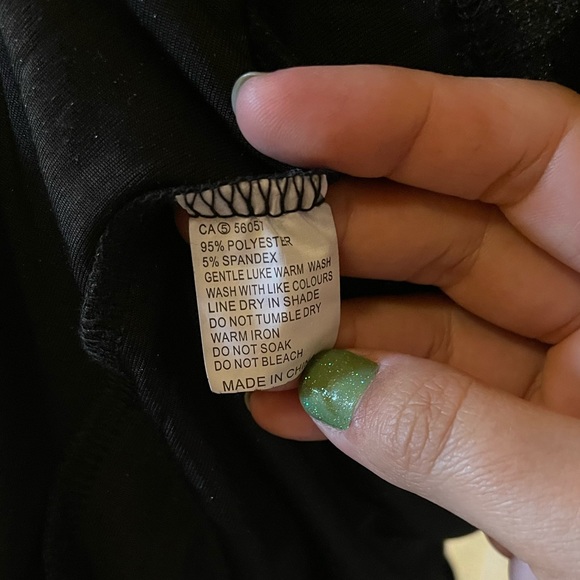 CA⑤ 56051
95% POLYESTER
5% SPANDEX
GENTLE LUKE WARM WASH
WASH WITH LIKE COLOURS
LINE DRY IN SHADE
DO NOT TUMBLE DRY
WARM IRON
DO NOT SOAK
DO NOT BLEACH
MADE IN